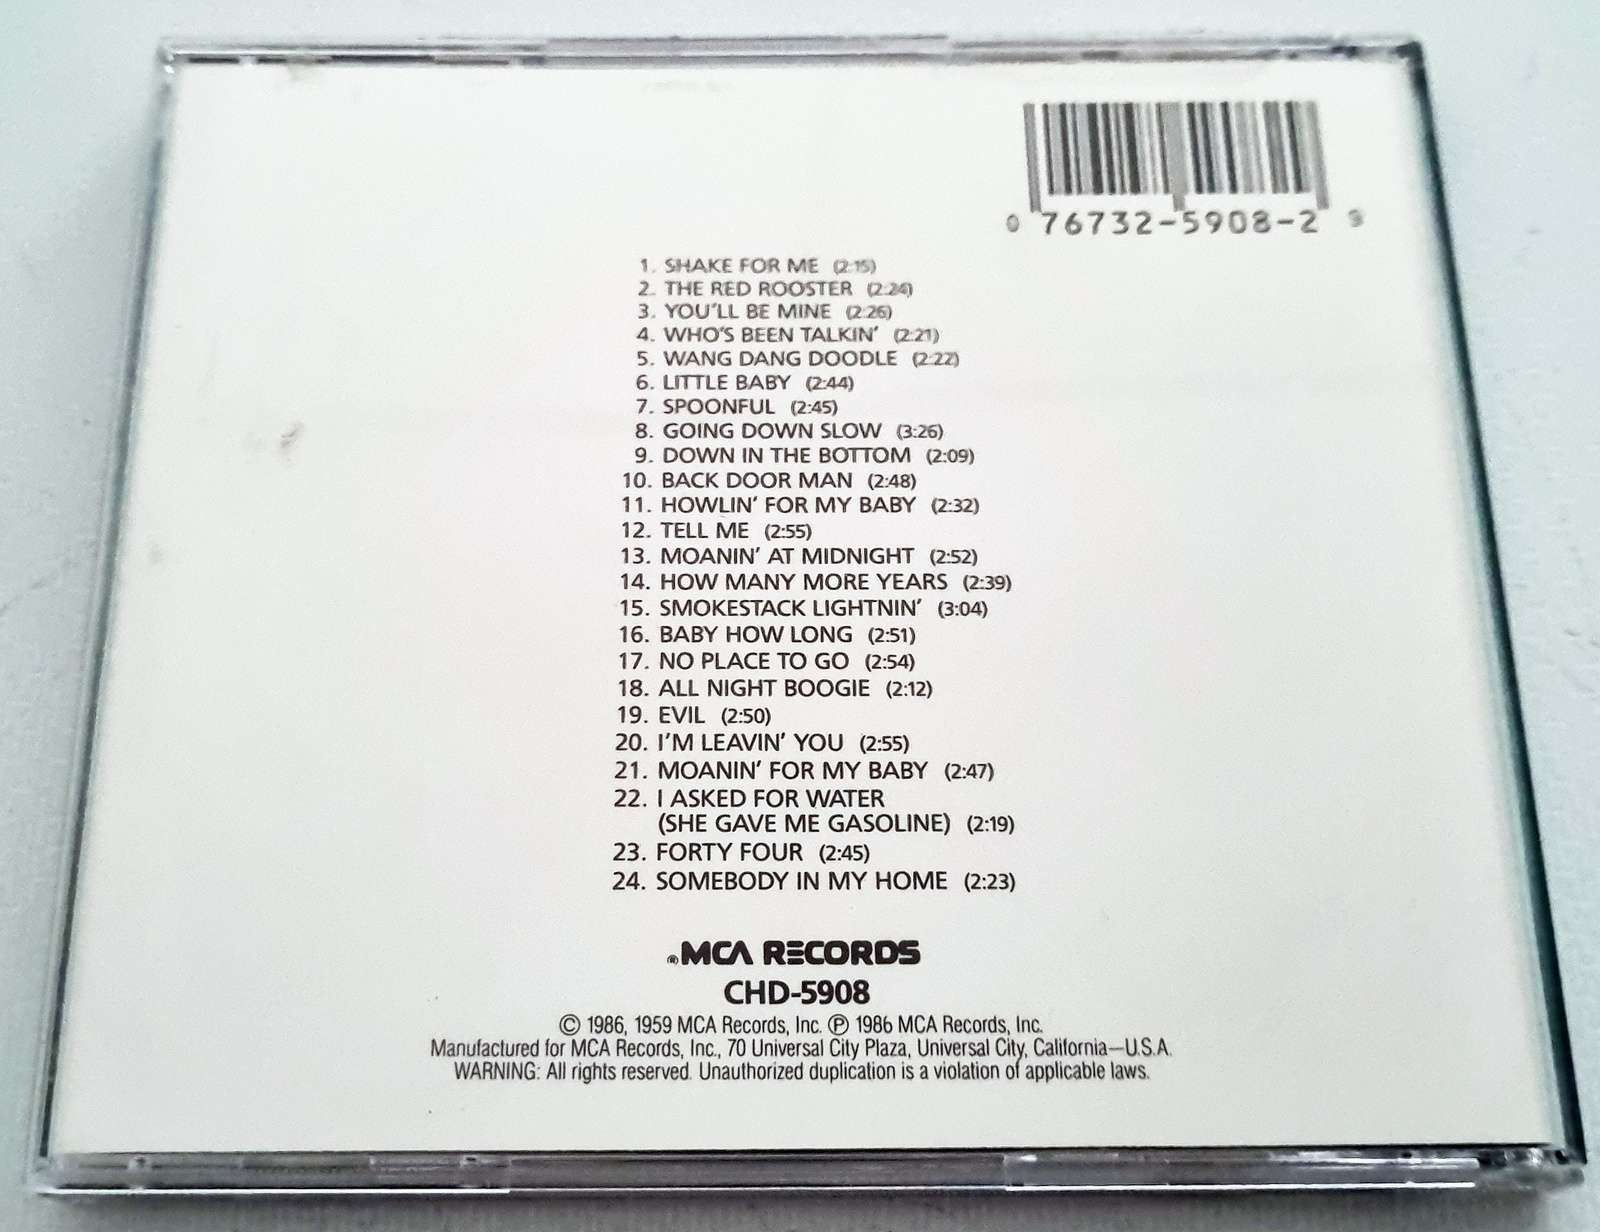 0 76732-5908-2 9
1. SHAKE FOR ME (2:15)
2. THE RED ROOSTER (2:24)
3. YOU'LL BE MINE (2:26)
4. WHO'S BEEN TALKIN' (2:21)
5. WANG DANG DOODLE (2:22)
6. LITTLE BABY (2:44)
7. SPOONFUL (2:45)
8. GOING DOWN SLOW (3:26)
9. DOWN IN THE BOTTOM (2:09)
10. BACK DOOR MAN (2:48)
11. HOWLIN' FOR MY BABY (2:32)
12. TELL ME (2:55)
13. MOANIN' AT MIDNIGHT (2:52)
14. HOW MANY MORE YEARS (2:39)
15. SMOKESTACK LIGHTNIN' (3:04)
16. BABY HOW LONG (2:51)
17. NO PLACE TO GO (2:54)
18. ALL NIGHT BOOGIE (2:12)
19. EVIL (2:50)
20. I'M LEAVIN' YOU (2:55)
21. MOANIN' FOR MY BABY (2:47)
22. I ASKED FOR WATER
(SHE GAVE ME GASOLINE) (2:19)
23. FORTY FOUR (2:45)
24. SOMEBODY IN MY HOME (2:23)
® MCA RECORDS
CHD-5908
© 1986, 1959 MCA Records, Inc. ℗ 1986 MCA Records, Inc.
Manufactured for MCA Records, Inc., 70 Universal City Plaza, Universal City, California—U.S.A.
WARNING: All rights reserved. Unauthorized duplication is a violation of applicable laws.